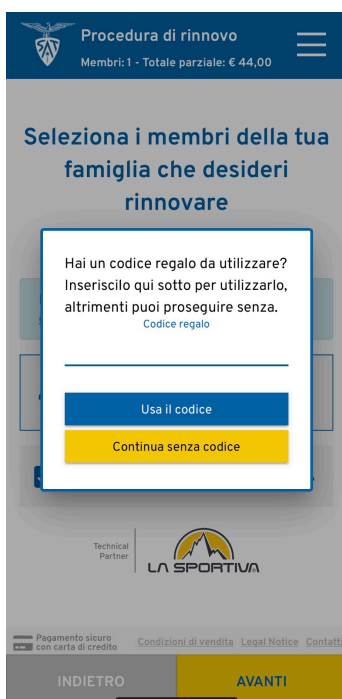 SAT
Procedura di rinnovo
Membri: 1 - Totale parziale: € 44,00
Seleziona i membri della tua
famiglia che desideri
rinnovare
Hai un codice regalo da utilizzare?
Inseriscilo qui sotto per utilizzarlo,
altrimenti puoi proseguire senza.
Codice regalo
Usa il codice
Continua senza codice
Technical
Partner
LA SPORTIVA
Pagamento sicuro
con carta di credito
Condizioni di vendita Legal Notice Contatti
INDIETRO AVANTI